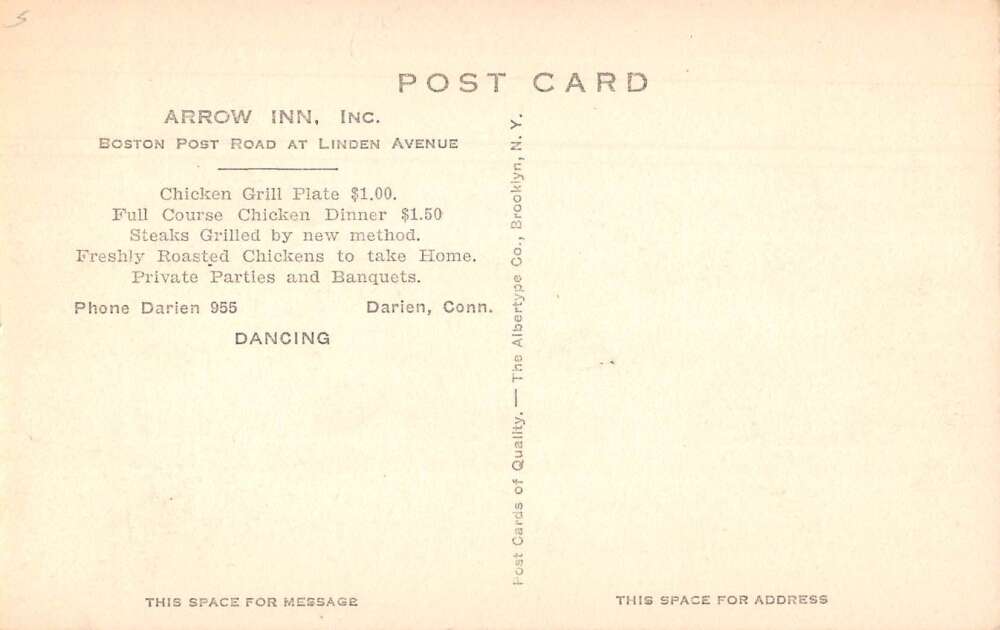 5
POST CARD
ARROW INN, INC.
BOSTON POST ROAD AT LINDEN AVENUE
Chicken Grill Plate $1.00.
Full Course Chicken Dinner $1.50
Steaks Grilled by new method.
Freshly Roasted Chickens to take Home.
Private Parties and Banquets.
Phone Darien 955 Darien, Conn.
DANCING
Post Cards of Quality. — The Albertype Co., Brooklyn, N. Y.
THIS SPACE FOR MESSAGE
THIS SPACE FOR ADDRESS